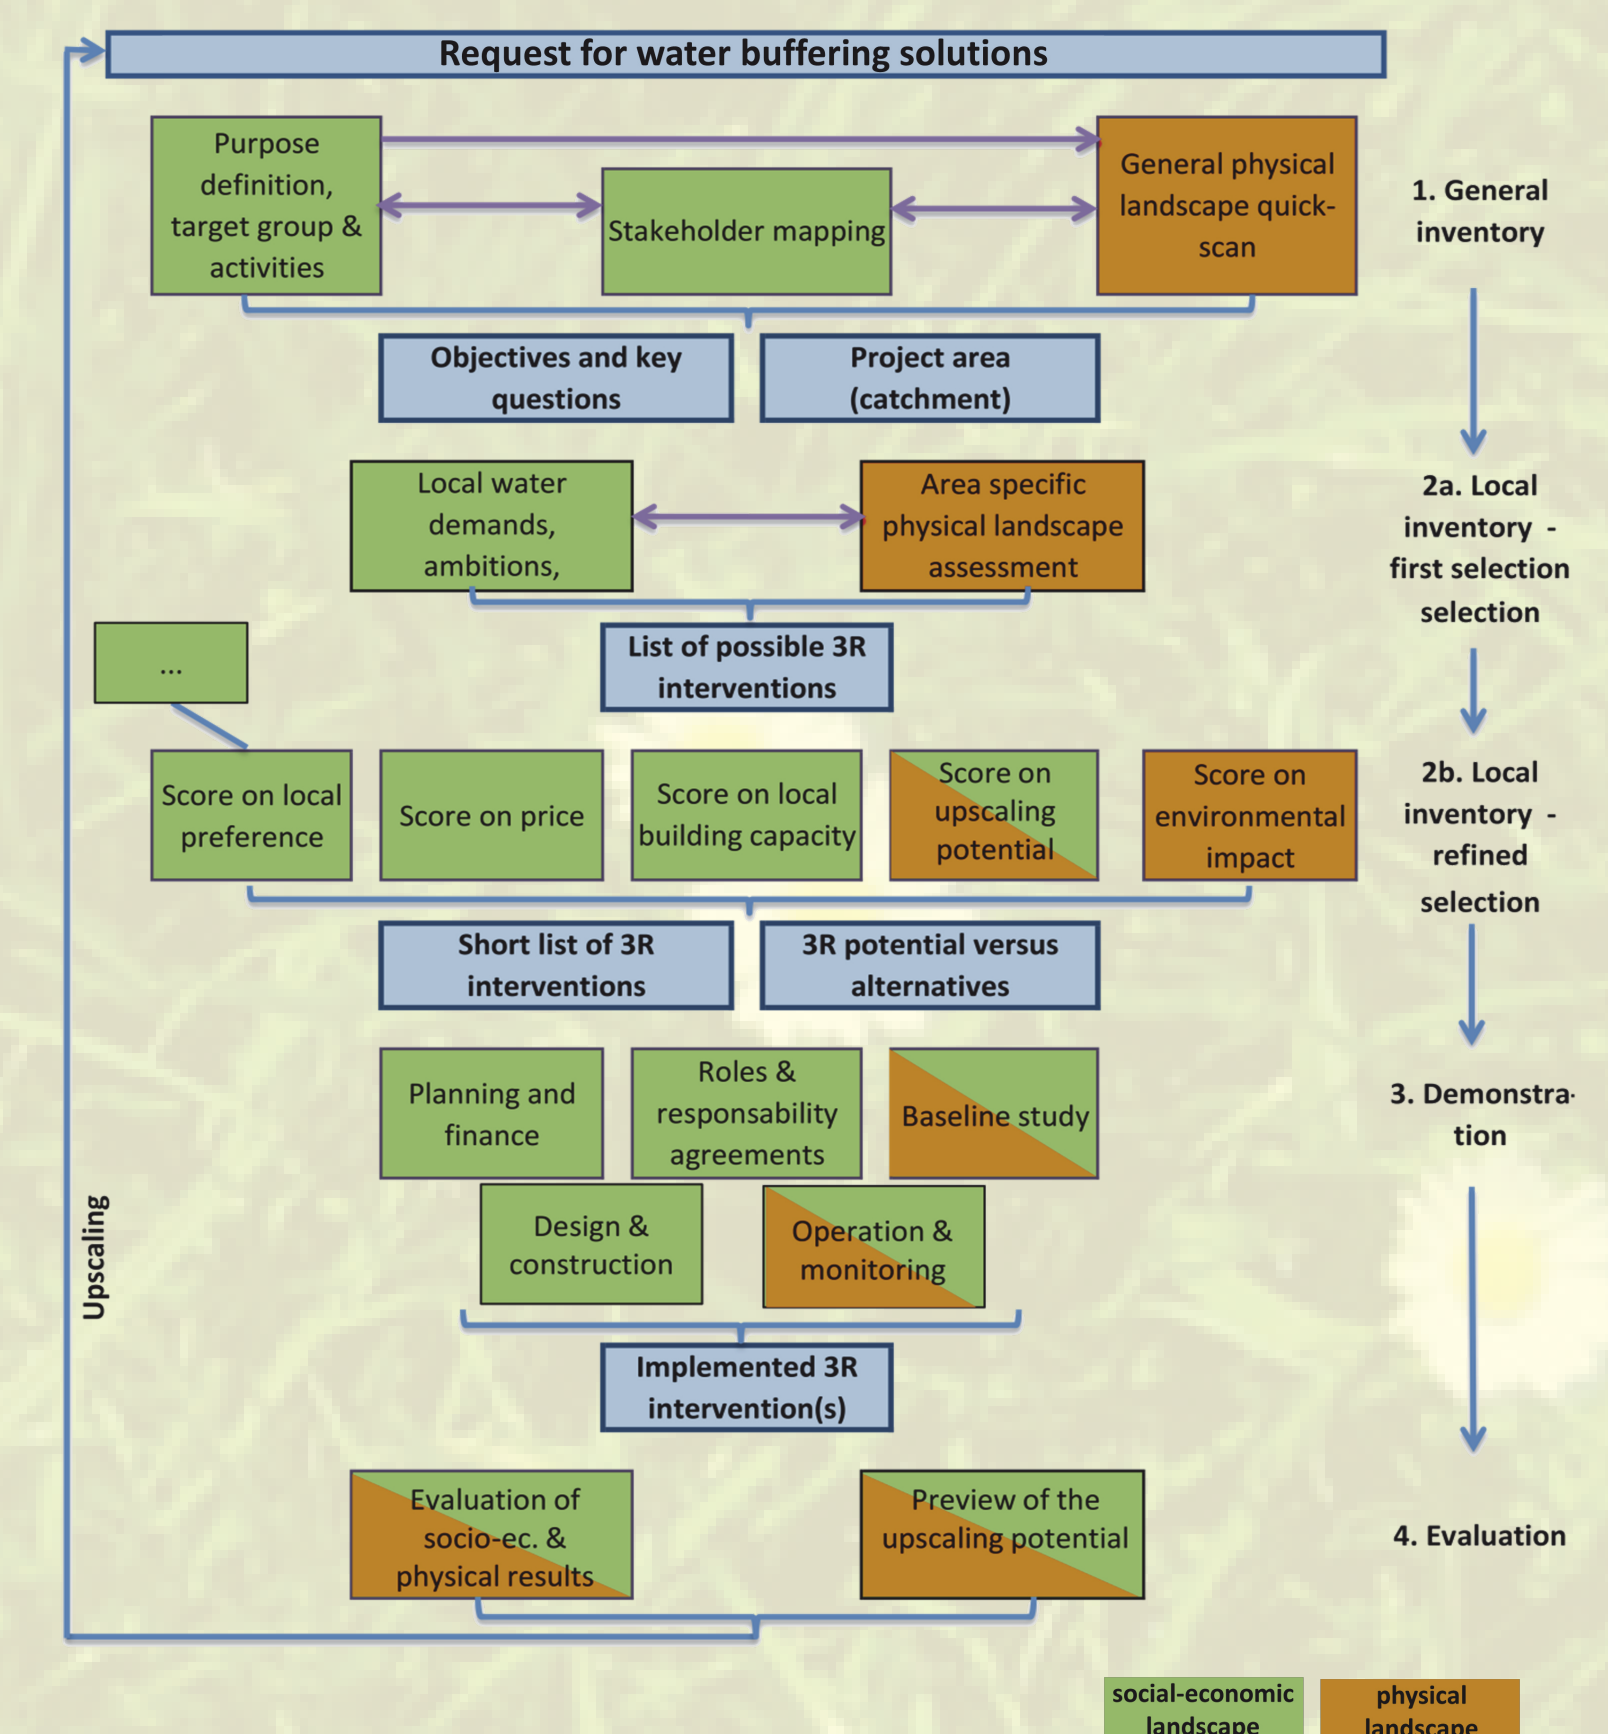 Request for water buffering solutions
Purpose
definition,
target group &
activities
Stakeholder mapping
General physical
landscape quick-
scan
1. General
inventory
Objectives and key
questions
Project area
(catchment)
Local water
demands,
ambitions,
Area specific
physical landscape
assessment
2a. Local
inventory -
first selection
selection
List of possible 3R
interventions
...
Score on local
preference
Score on price
Score on local
building capacity
Score on
upscaling
potential
Score on
environmental
impact
2b. Local
inventory -
refined
selection
Short list of 3R
interventions
3R potential versus
alternatives
Planning and
finance
Roles &
responsability
agreements
Baseline study
3. Demonstra-
tion
Design &
construction
Operation &
monitoring
Upscaling
Implemented 3R
intervention(s)
Evaluation of
socio-ec. &
physical results
Preview of the
upscaling potential
4. Evaluation
social-economic
landscape
physical
landscape